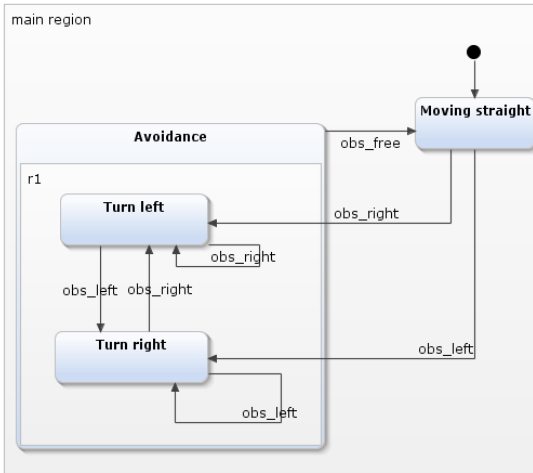 main region
Moving straight
Avoidance
obs_free
r1
Turn left
obs_right
obs_right
obs_left
obs_right
Turn right
obs_left
obs_left